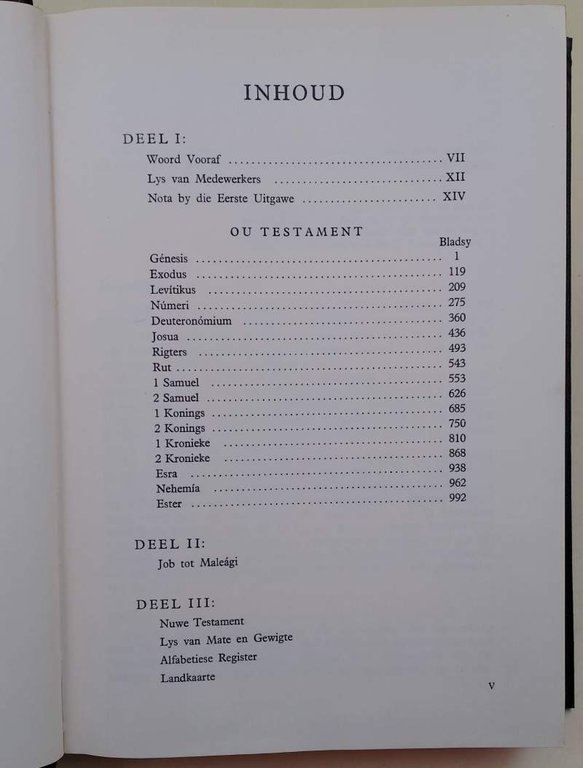 INHOUD
DEEL I:
Woord Vooraf ........................................ VII
Lys van Medewerkers ............................... XII
Nota by die Eerste Uitgawe ........................ XIV
OU TESTAMENT
Bladsy
Génesis ............................................. 1
Exodus .............................................. 119
Levítikus ........................................... 209
Númeri .............................................. 275
Deuteronómium ..................................... 360
Josua ............................................... 436
Rigters ............................................. 493
Rut ................................................. 543
1 Samuel ............................................ 553
2 Samuel ............................................ 626
1 Konings ........................................... 685
2 Konings ........................................... 750
1 Kronieke .......................................... 810
2 Kronieke .......................................... 868
Esra ................................................ 938
Nehemía ............................................. 962
Ester ............................................... 992
DEEL II:
Job tot Maleági
DEEL III:
Nuwe Testament
Lys van Mate en Gewigte
Alfabetiese Register
Landkaarte
V